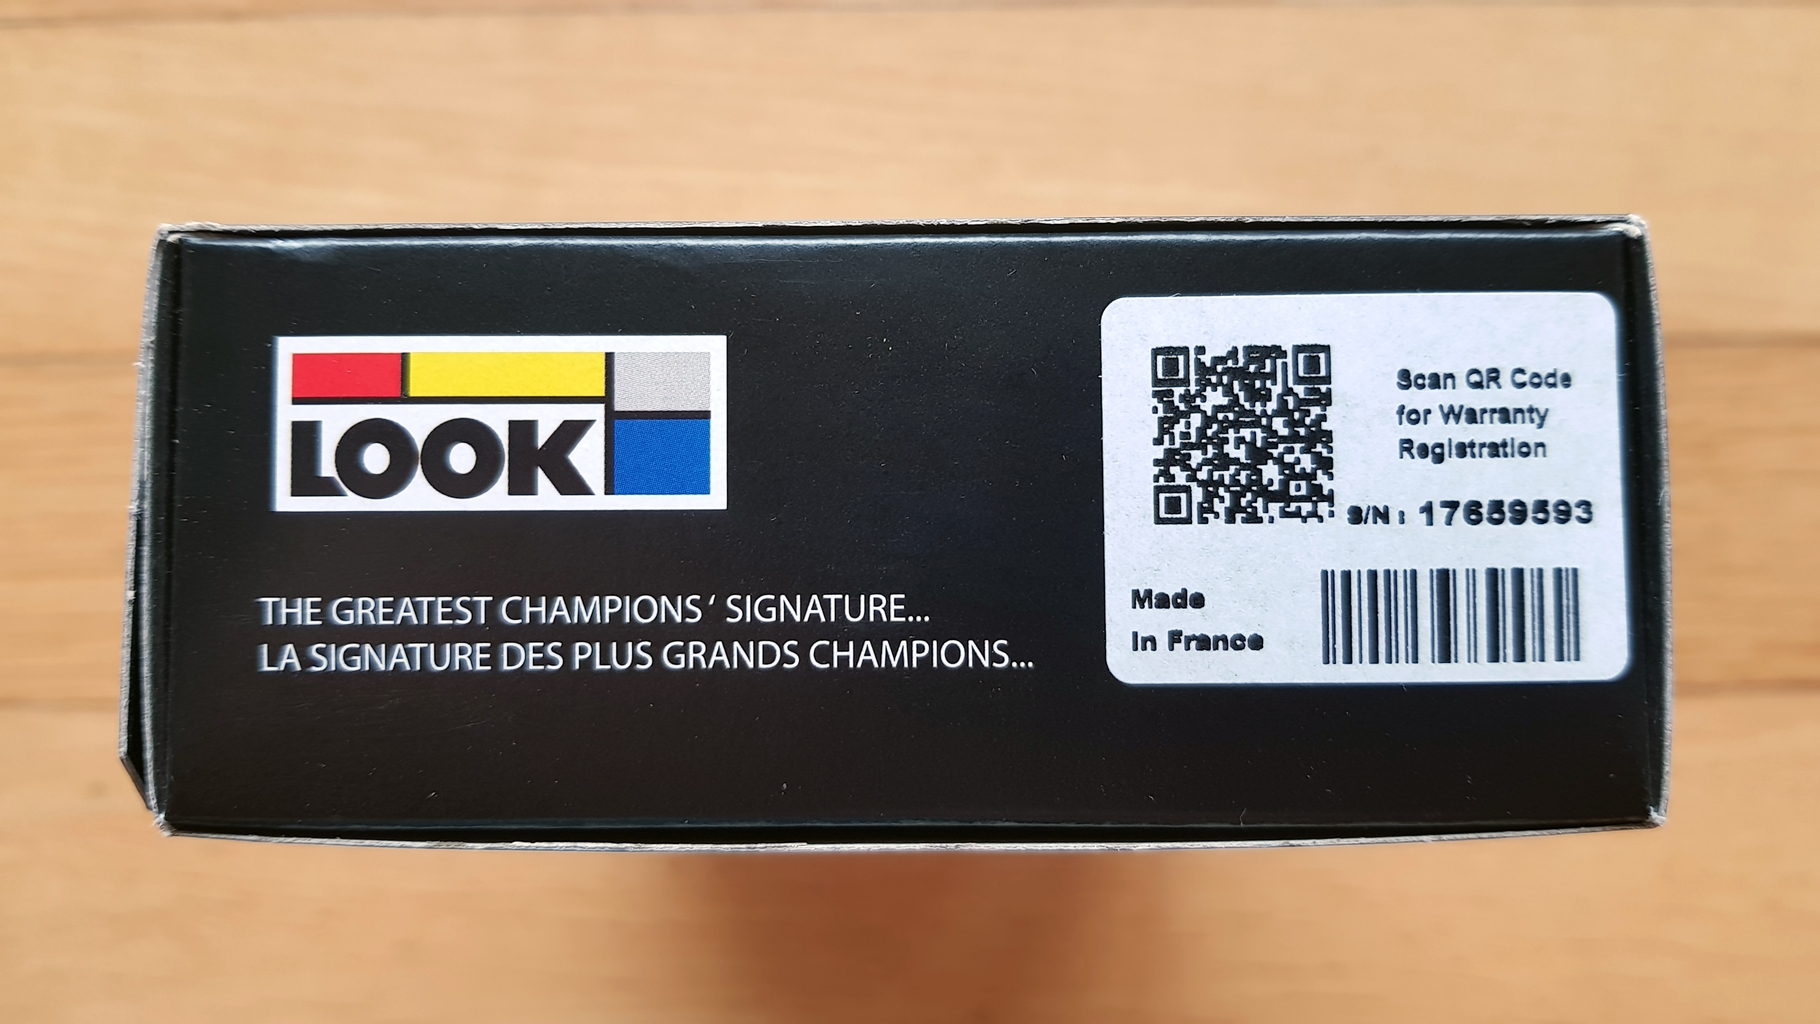 LOOK
THE GREATEST CHAMPIONS ‘ SIGNATURE...
LA SIGNATURE DES PLUS GRANDS CHAMPIONS...
Scan QR Code
for Warranty
Registration
S/N : 17659593
Made
In France